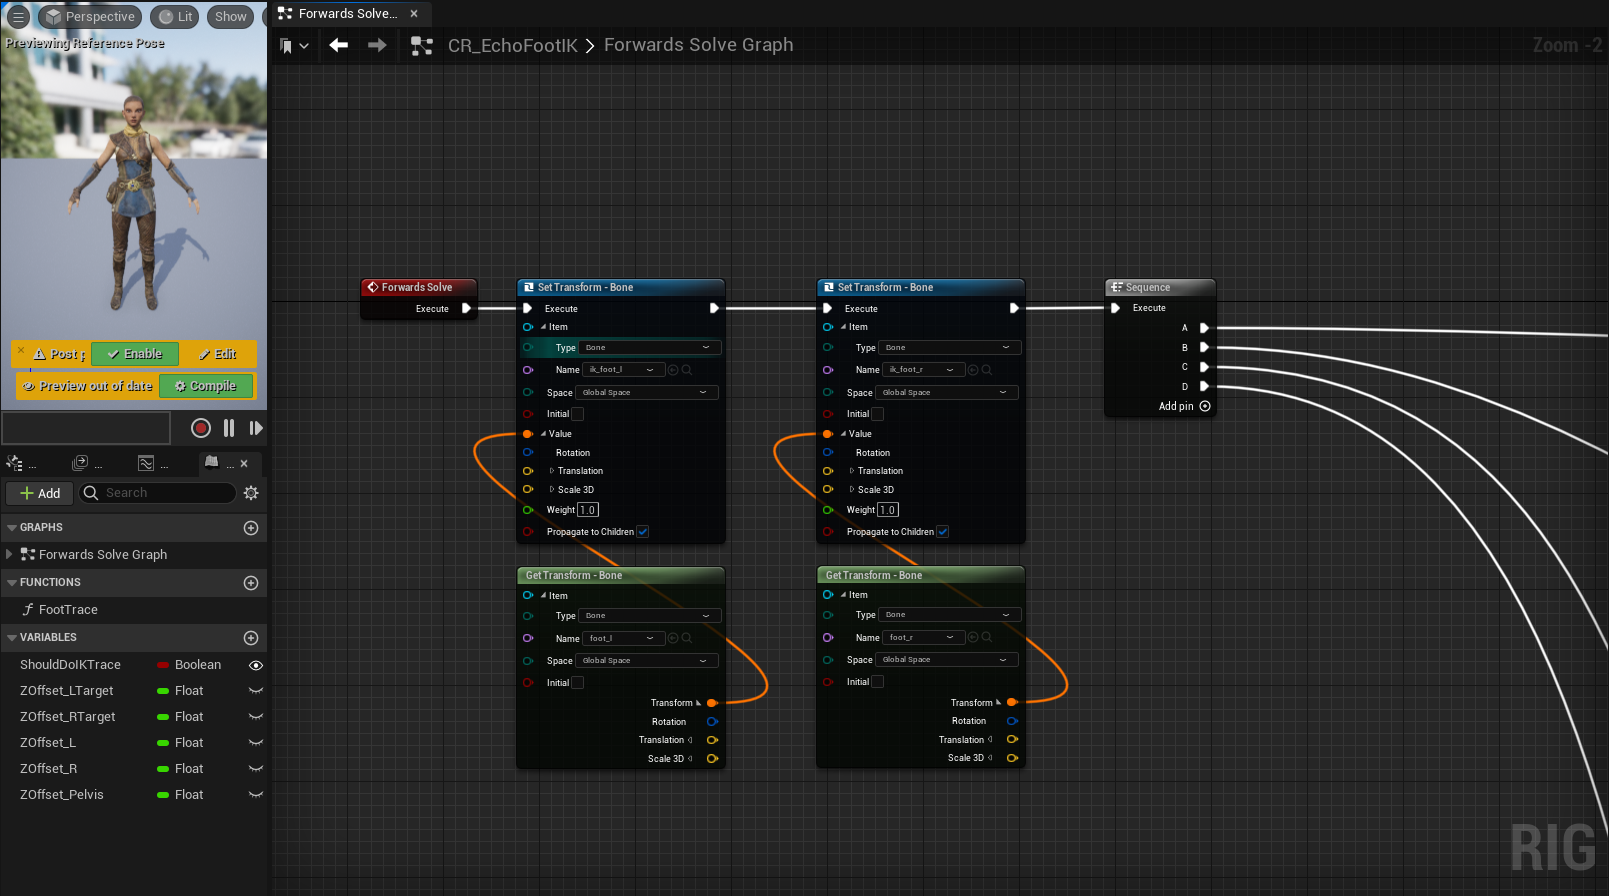 Perspective
Lit
Show
Previewing Reference Pose
Post p
Enable
Edit
Preview out of date
Compile
...
...
...
...
Add
Search
GRAPHS
Forwards Solve Graph
FUNCTIONS
FootTrace
VARIABLES
ShouldDoIKTrace Boolean
ZOffset_LTarget Float
ZOffset_RTarget Float
ZOffset_L Float
ZOffset_R Float
ZOffset_Pelvis Float
Forwards Solve...
CR_EchoFootIK > Forwards Solve Graph
Zoom -2
Forwards Solve
Execute
Set Transform - Bone
Execute
Item
Type Bone
Name ik_foot_l
Space Global Space
Initial
Value
Rotation
Translation
Scale 3D
Weight 1.0
Propagate to Children
Get Transform - Bone
Item
Type Bone
Name foot_l
Space Global Space
Initial
Transform
Rotation
Translation
Scale 3D
Set Transform - Bone
Execute
Item
Type Bone
Name ik_foot_r
Space Global Space
Initial
Value
Rotation
Translation
Scale 3D
Weight 1.0
Propagate to Children
Get Transform - Bone
Item
Type Bone
Name foot_r
Space Global Space
Initial
Transform
Rotation
Translation
Scale 3D
Sequence
Execute
A
B
C
D
Add pin
RIG